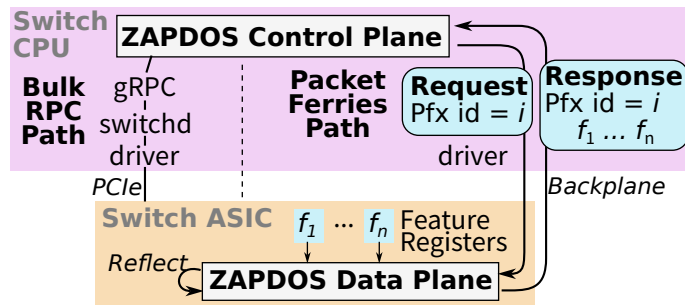 Switch
CPU
ZAPDOS Control Plane
Bulk
RPC
Path
gRPC
switchd
driver
Packet
Ferries
Path
Request
Pfx id = i
driver
Response
Pfx id = i
f1 ... fn
PCIe
Backplane
Switch ASIC
f1 ... fn
Feature
Registers
Reflect
ZAPDOS Data Plane